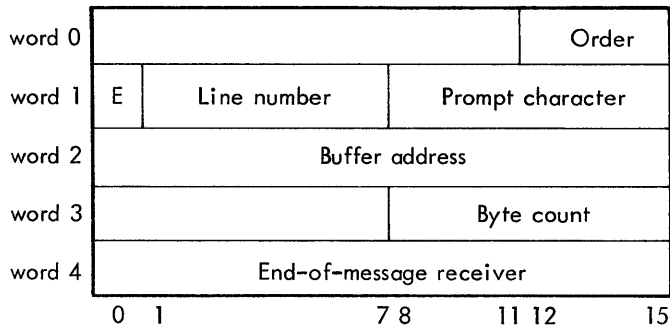 word 0 Order
word 1 E Line number Prompt character
word 2 Buffer address
word 3 Byte count
word 4 End-of-message receiver
0 1 7 8 11 12 15